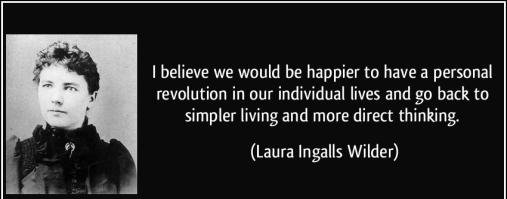 I believe we would be happier to have a personal
revolution in our individual lives and go back to
simpler living and more direct thinking.
(Laura Ingalls Wilder)